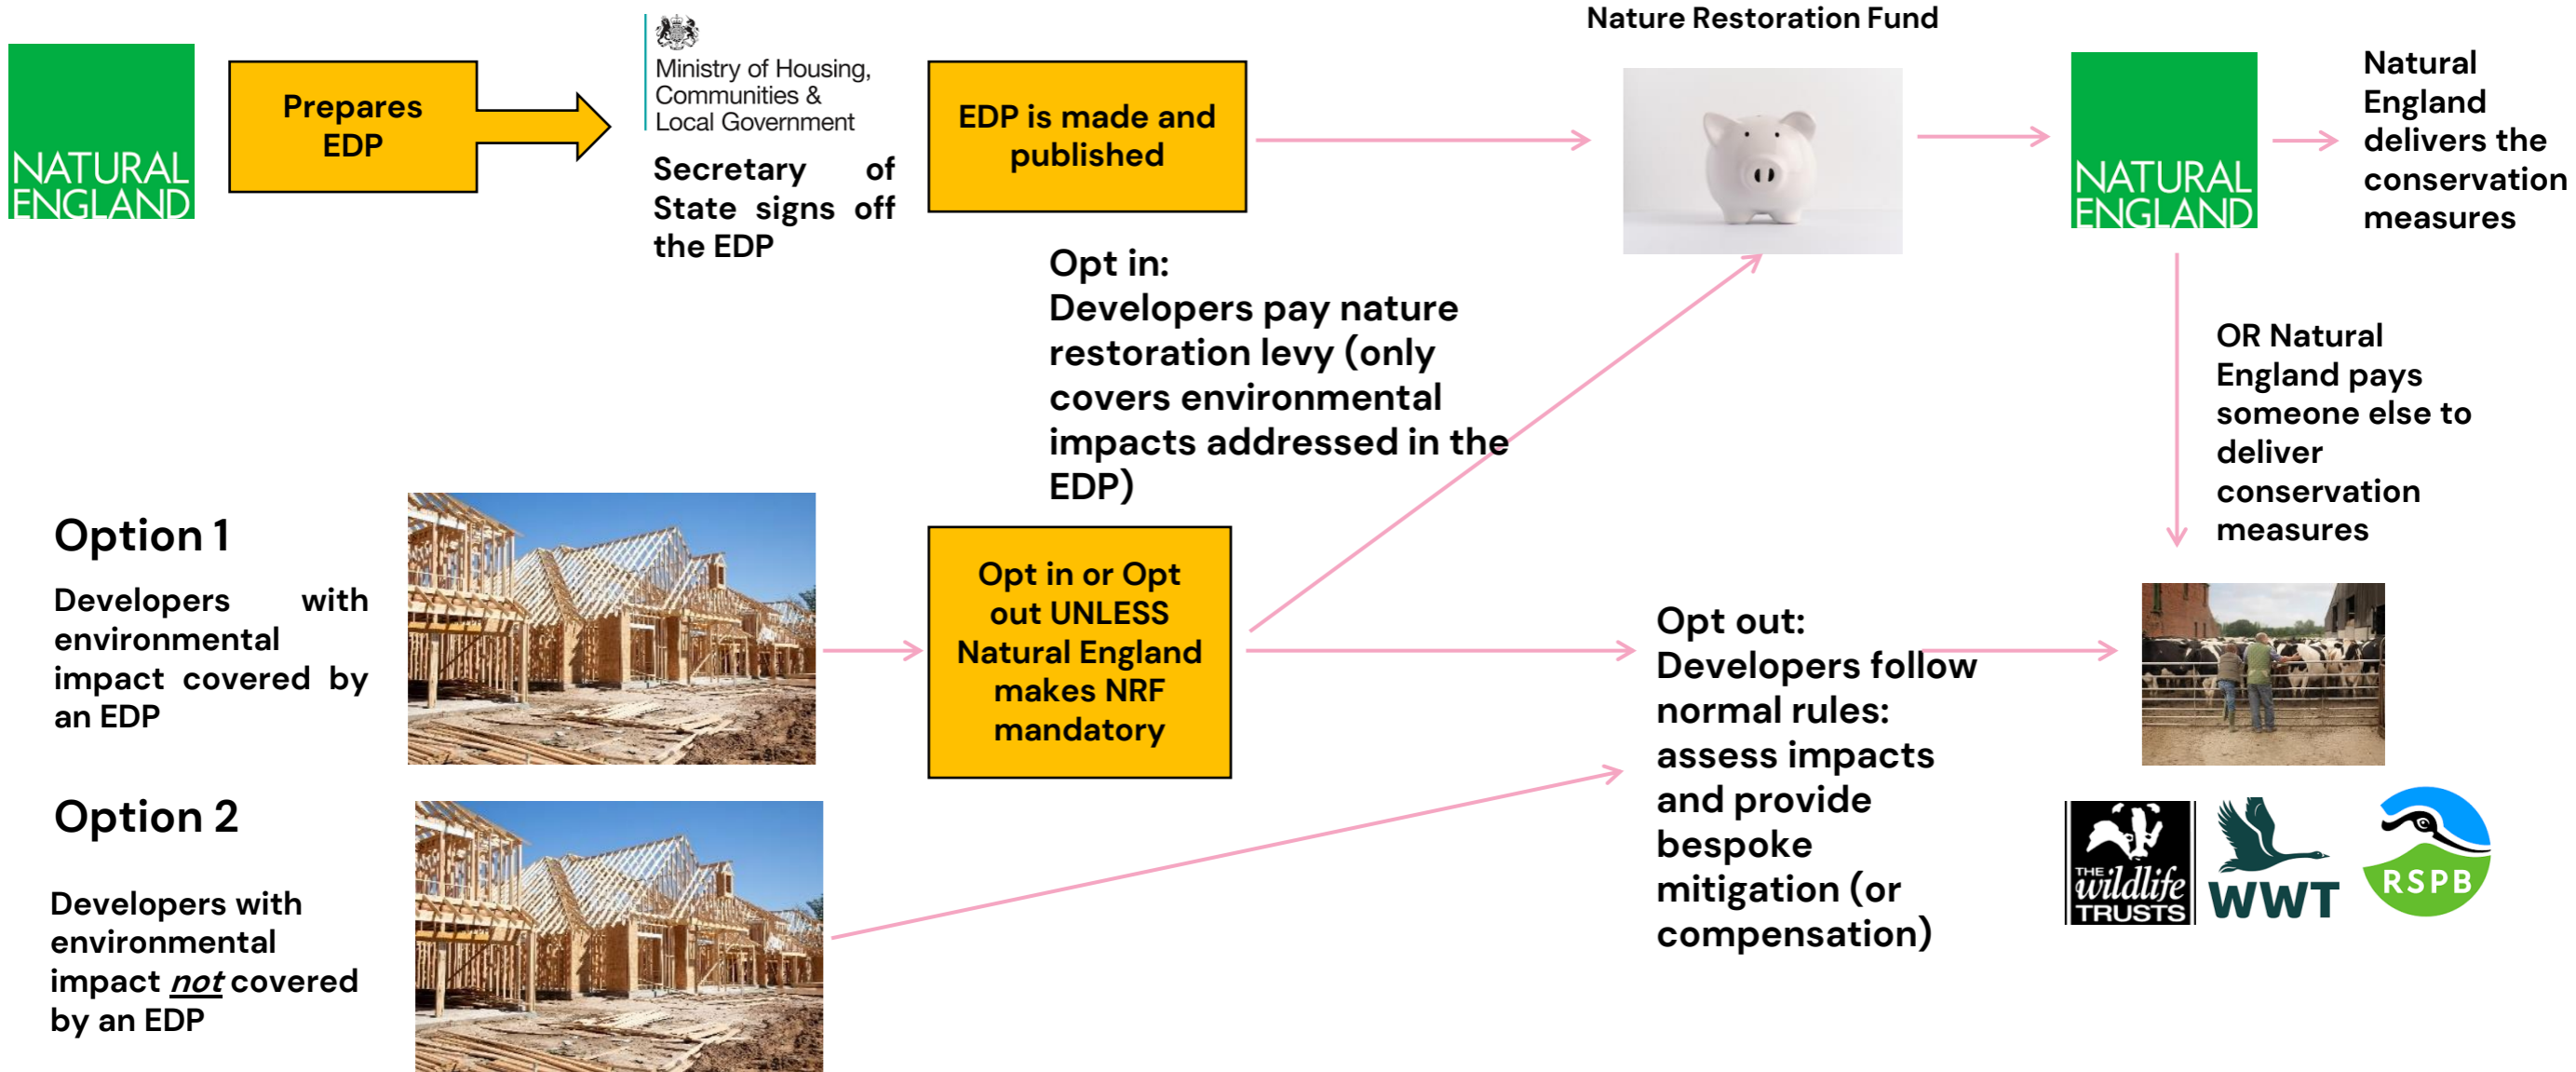 NATURAL
ENGLAND
Prepares
EDP
Ministry of Housing,
Communities &
Local Government
Secretary of
State signs off
the EDP
EDP is made and
published
Nature Restoration Fund
NATURAL
ENGLAND
Natural
England
delivers the
conservation
measures
Opt in:
Developers pay nature
restoration levy (only
covers environmental
impacts addressed in the
EDP)
OR Natural
England pays
someone else to
deliver
conservation
measures
Option 1
Developers with
environmental
impact covered by
an EDP
Opt in or Opt
out UNLESS
Natural England
makes NRF
mandatory
Opt out:
Developers follow
normal rules:
assess impacts
and provide
bespoke
mitigation (or
compensation)
Option 2
Developers with
environmental
impact not covered
by an EDP
THE
wildlife
TRUSTS
WWT
RSPB